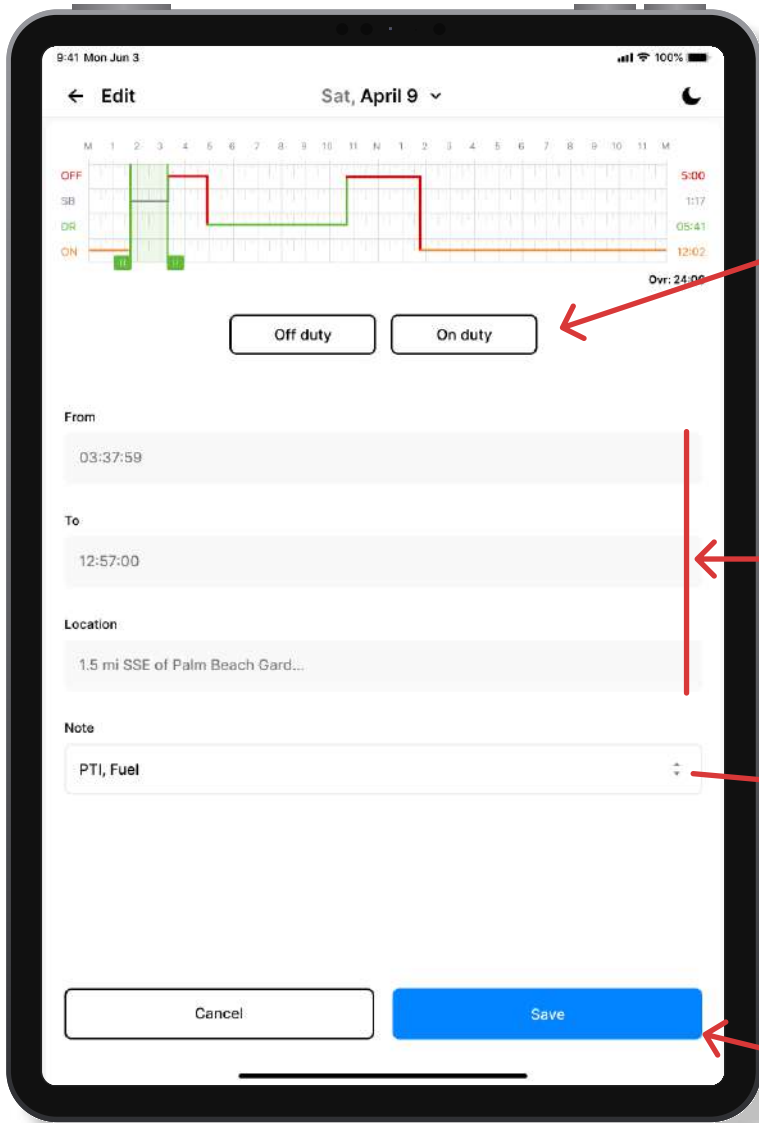 9:41 Mon Jun 3 100%
Edit Sat, April 9
M 1 2 3 4 5 6 7 8 9 10 11 N 1 2 3 4 5 6 7 8 9 10 11 M
OFF 5:00
SB 1:17
DR 05:41
ON 12:02
Ovr: 24:00
Off duty On duty
From
03:37:59
To
12:57:00
Location
1.5 mi SSE of Palm Beach Gard...
Note
PTI, Fuel
Cancel Save